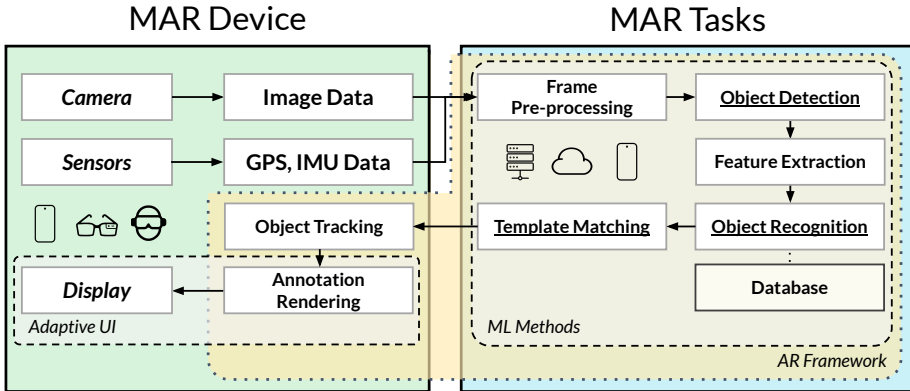 MAR Device
MAR Tasks
Camera
Image Data
Frame
Pre-processing
Object Detection
Sensors
GPS, IMU Data
Feature Extraction
Object Tracking
Template Matching
Object Recognition
Display
Annotation
Rendering
Database
Adaptive UI
ML Methods
AR Framework